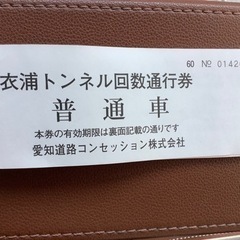 60 № 0142
衣浦トンネル回数通行券
普通車
本券の有効期限は裏面記載の通りです
愛知道路コンセッション株式会社